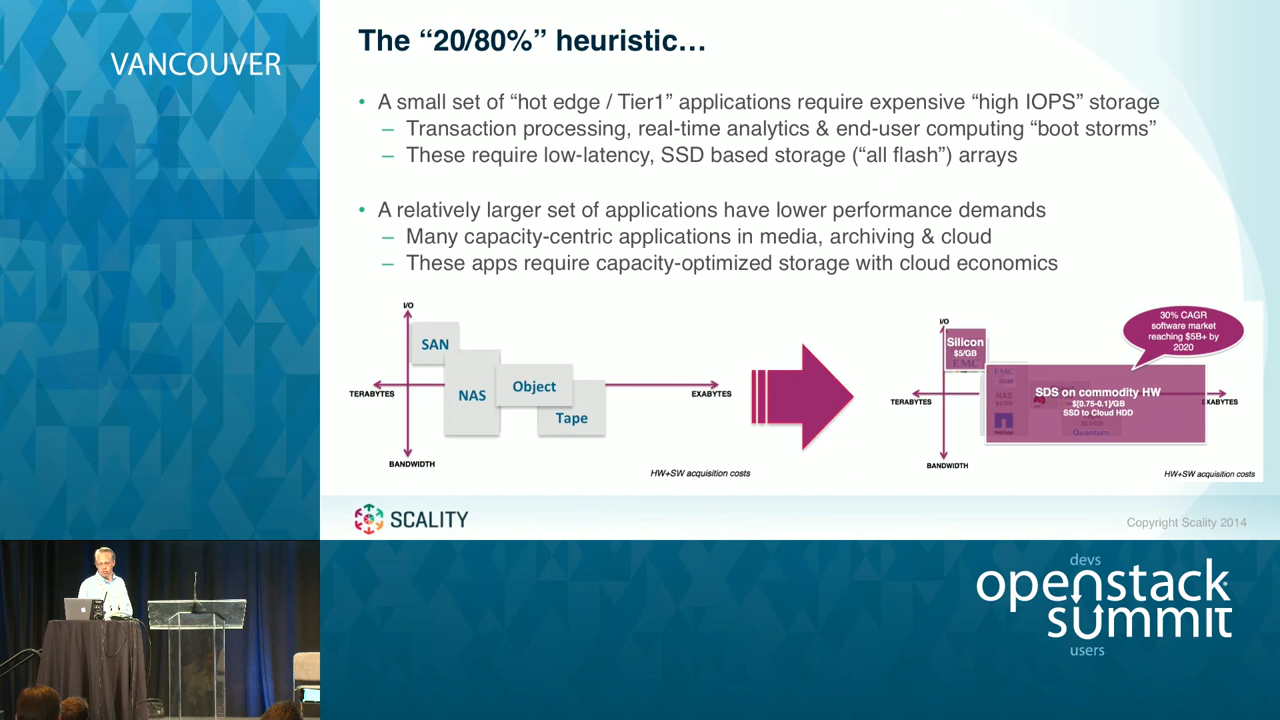 VANCOUVER
The “20/80%” heuristic…
• A small set of “hot edge / Tier1” applications require expensive “high IOPS” storage
– Transaction processing, real-time analytics & end-user computing “boot storms”
– These require low-latency, SSD based storage (“all flash”) arrays
• A relatively larger set of applications have lower performance demands
– Many capacity-centric applications in media, archiving & cloud
– These apps require capacity-optimized storage with cloud economics
I/O
SAN
NAS
Object
Tape
TERABYTES
EXABYTES
BANDWIDTH
HW+SW acquisition costs
I/O
Silicon
$5/GB
EMC
30% CAGR
software market
reaching $5B+ by
2020
EMC
NAS
NetApp
Quantum
SDS on commodity HW
$[0.75-0.1]/GB
SSD to Cloud HDD
TERABYTES
EXABYTES
BANDWIDTH
HW+SW acquisition costs
SCALITY
Copyright Scality 2014
devs
openstack
summit
users